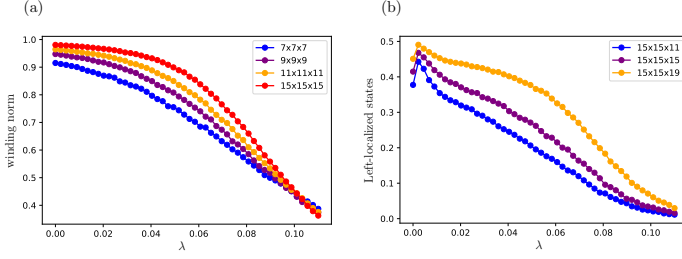 (a)
winding norm
1.0
0.9
0.8
0.7
0.6
0.5
0.4
7x7x7
9x9x9
11x11x11
15x15x15
0.00 0.02 0.04 0.06 0.08 0.10
λ
(b)
Left-localized states
0.5
0.4
0.3
0.2
0.1
0.0
15x15x11
15x15x15
15x15x19
0.00 0.02 0.04 0.06 0.08 0.100
λ